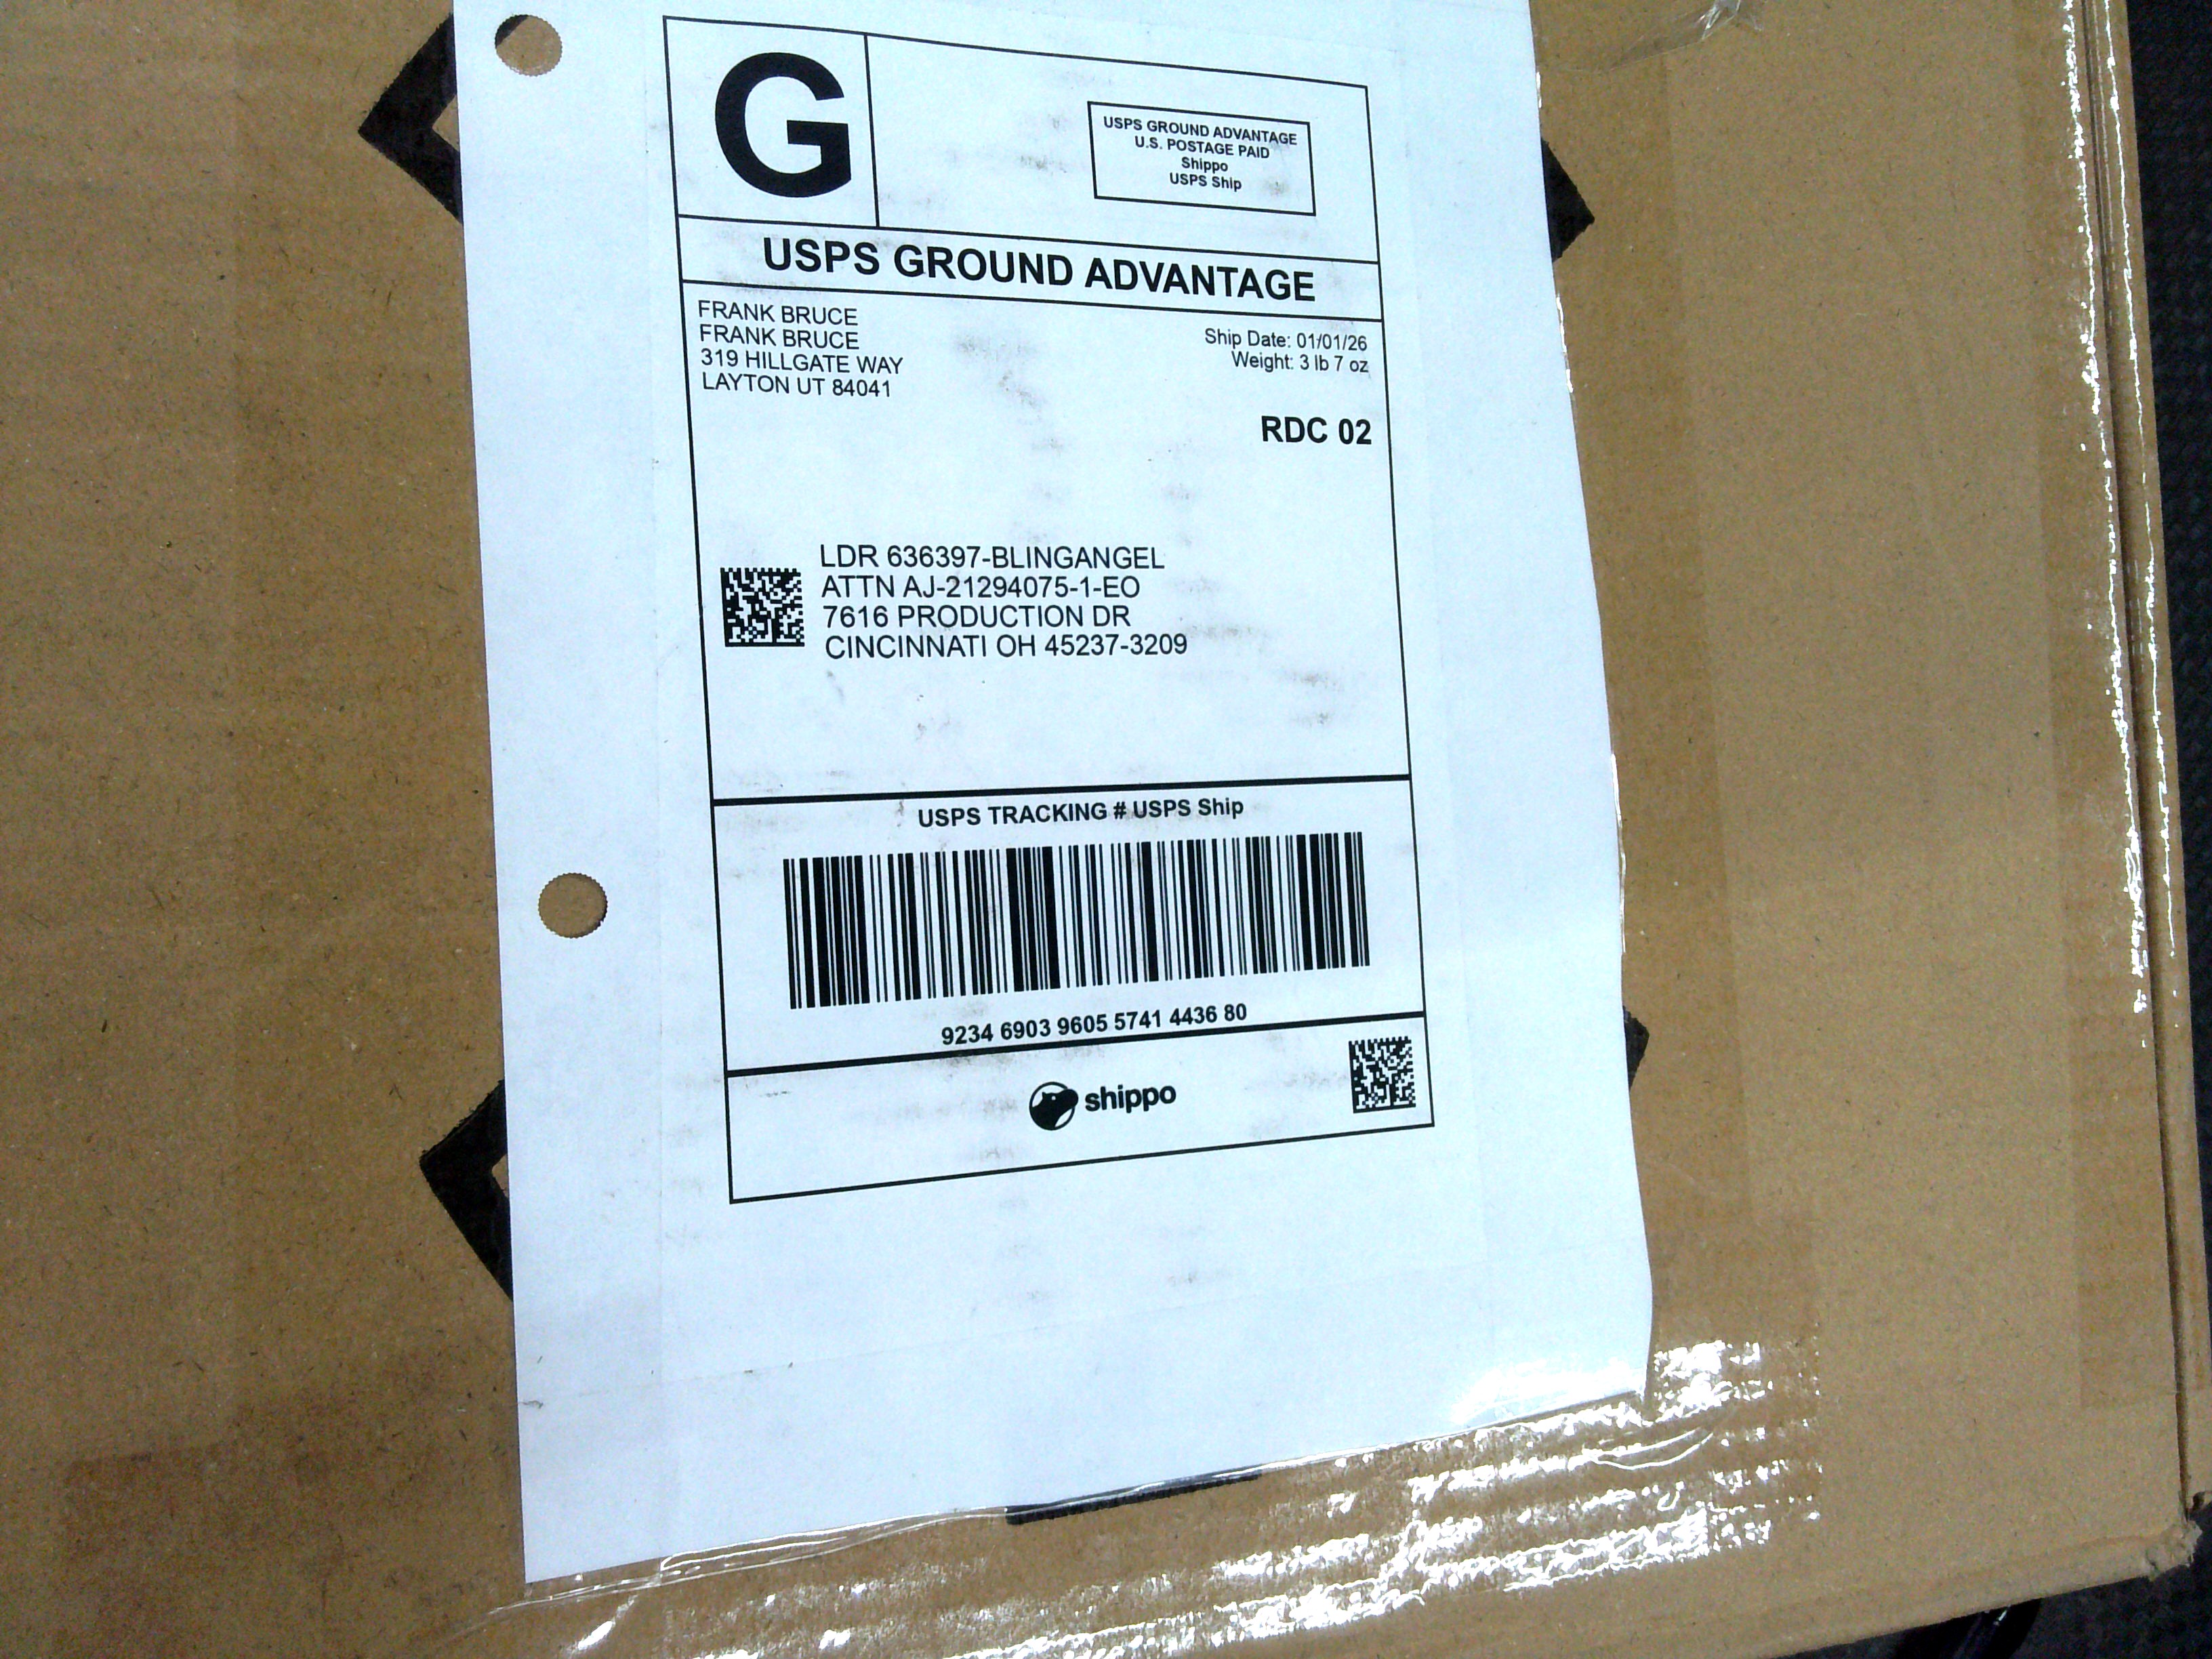 G
USPS GROUND ADVANTAGE
U.S. POSTAGE PAID
Shippo
USPS Ship
USPS GROUND ADVANTAGE
FRANK BRUCE
FRANK BRUCE
319 HILLGATE WAY
LAYTON UT 84041
Ship Date: 01/01/26
Weight: 3 lb 7 oz
RDC 02
LDR 636397-BLINGANGEL
ATTN AJ-21294075-1-EO
7616 PRODUCTION DR
CINCINNATI OH 45237-3209
USPS TRACKING # USPS Ship
9234 6903 9605 5741 4436 80
shippo